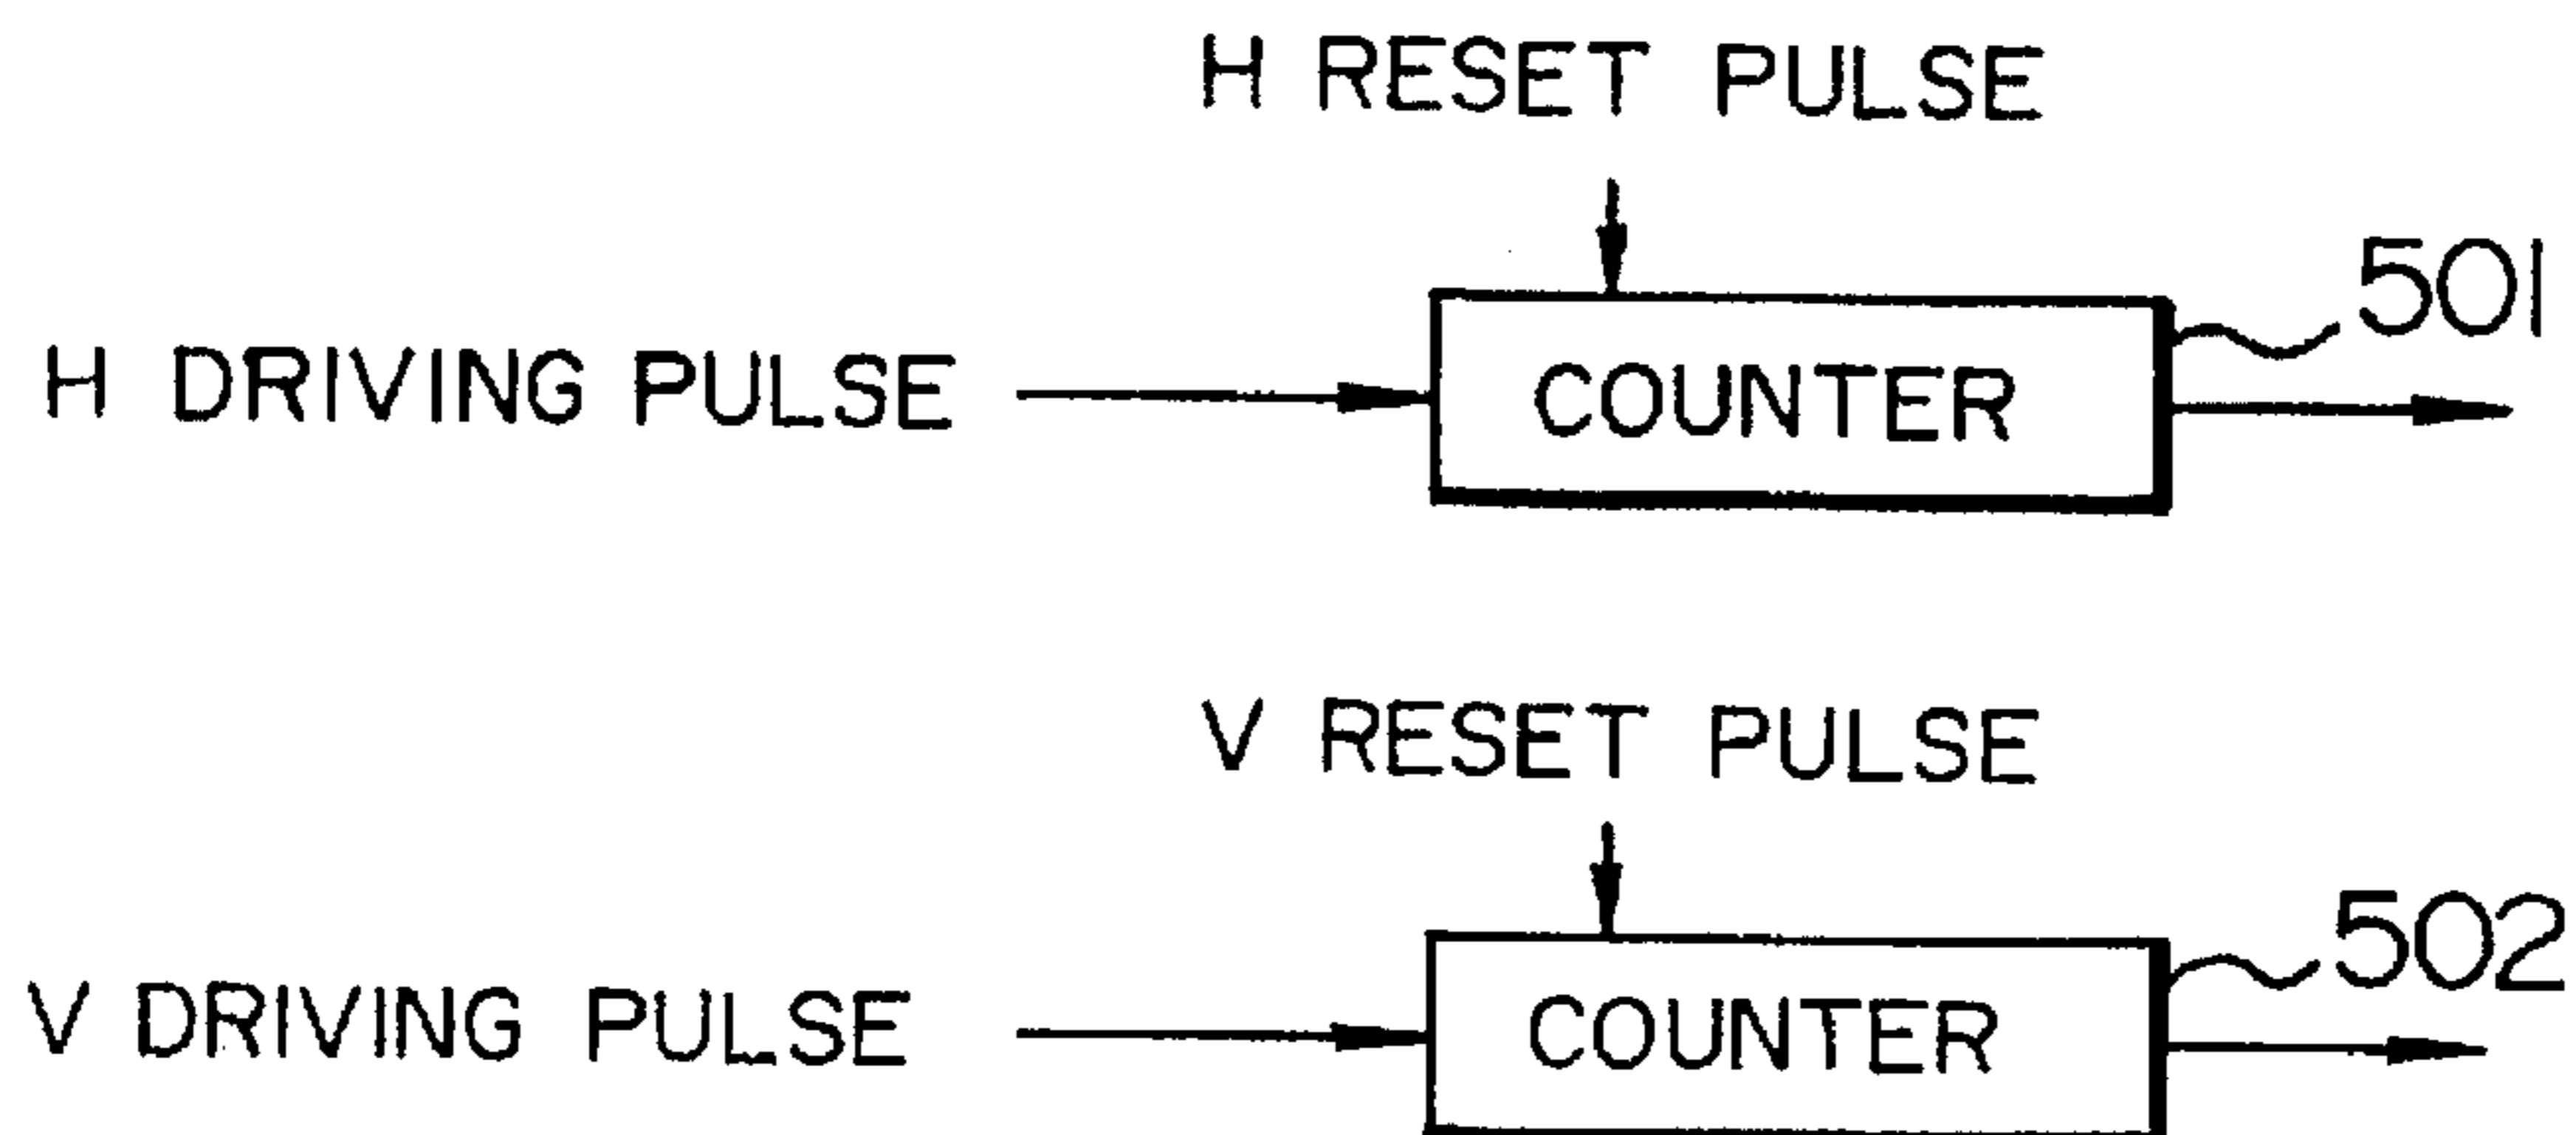 H RESET PULSE
501
H DRIVING PULSE
COUNTER
V RESET PULSE
502
V DRIVING PULSE
COUNTER